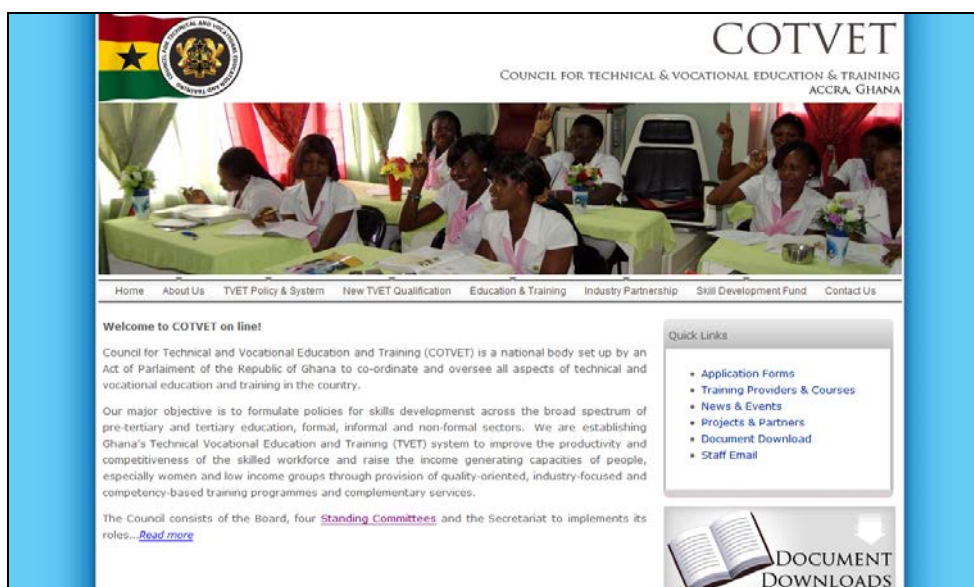 COUNCIL FOR TECHNICAL AND VOCATIONAL EDUCATION AND TRAINING
COTVET
COUNCIL FOR TECHNICAL & VOCATIONAL EDUCATION & TRAINING
ACCRA, GHANA
Home About Us TVET Policy & System New TVET Qualification Education & Training Industry Partnership Skill Development Fund Contact Us
Welcome to COTVET on line!
Council for Technical and Vocational Education and Training (COTVET) is a national body set up by an
Act of Parlaiment of the Republic of Ghana to co-ordinate and oversee all aspects of technical and
vocational education and training in the country.
Our major objective is to formulate policies for skills developmenst across the broad spectrum of
pre-tertiary and tertiary education, formal, informal and non-formal sectors. We are establishing
Ghana's Technical Vocational Education and Training (TVET) system to improve the productivity and
competitiveness of the skilled workforce and raise the income generating capacities of people,
especially women and low income groups through provision of quality-oriented, industry-focused and
competency-based training programmes and complementary services.
The Council consists of the Board, four Standing Committees and the Secretariat to implements its
roles...Read more
Quick Links
Application Forms
Training Providers & Courses
News & Events
Projects & Partners
Document Download
Staff Email
DOCUMENT
DOWNLOADS